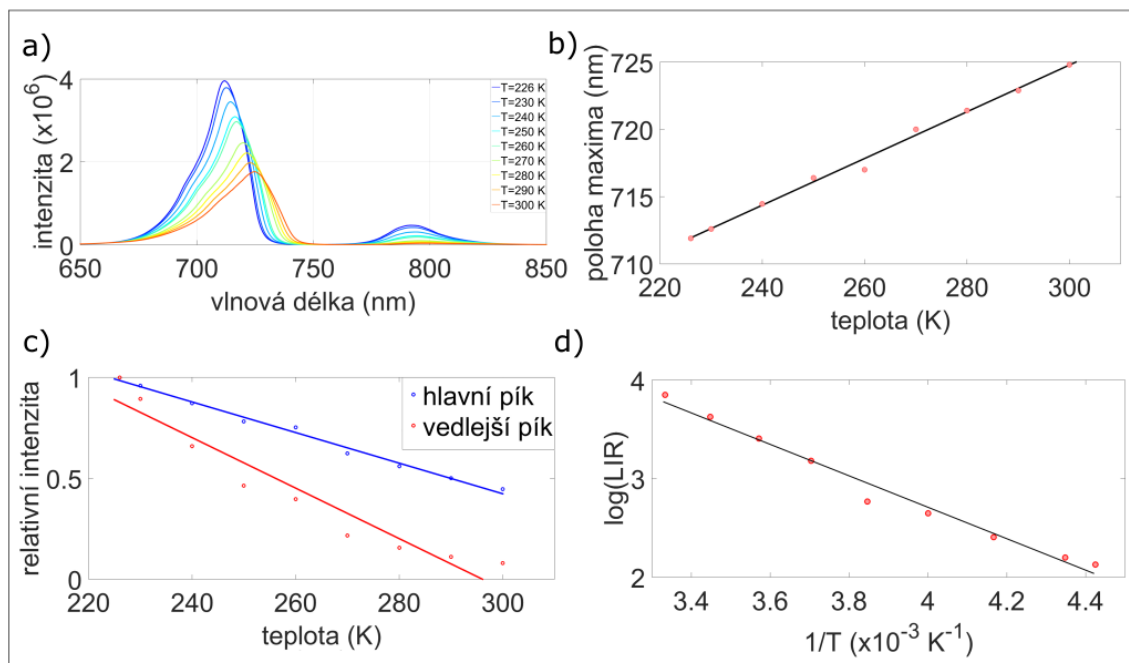 a)
intenzita (x10⁶)
4
2
0
650 700 750 800 850
vlnová délka (nm)
T=226 K
T=230 K
T=240 K
T=250 K
T=260 K
T=270 K
T=280 K
T=290 K
T=300 K
b)
poloha maxima (nm)
725
720
715
710
220 240 260 280 300
teplota (K)
c)
relativní intenzita
1
0.5
0
220 240 260 280 300
teplota (K)
hlavní pík
vedlejší pík
d)
log(LIR)
4
3
2
3.4 3.6 3.8 4 4.2 4.4
1/T (x10⁻³ K⁻¹)